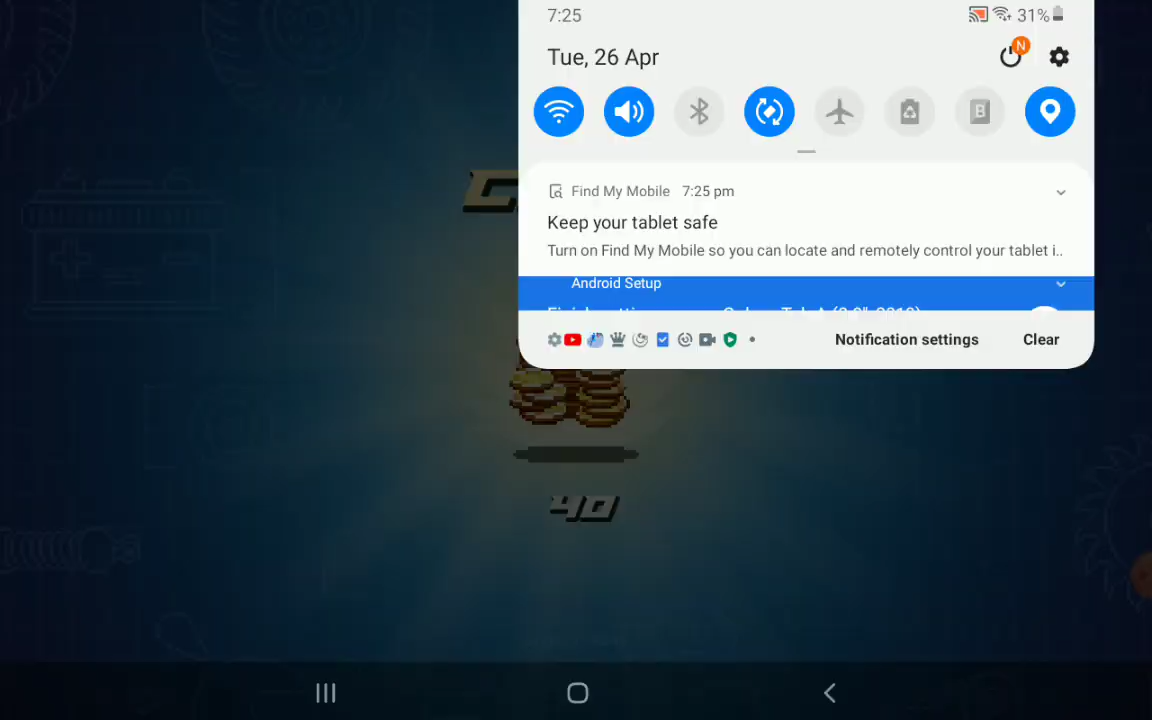 7:25
31%
Tue, 26 Apr
N
B
Find My Mobile 7:25 pm
Keep your tablet safe
Turn on Find My Mobile so you can locate and remotely control your tablet i..
Android Setup
Notification settings
Clear
40